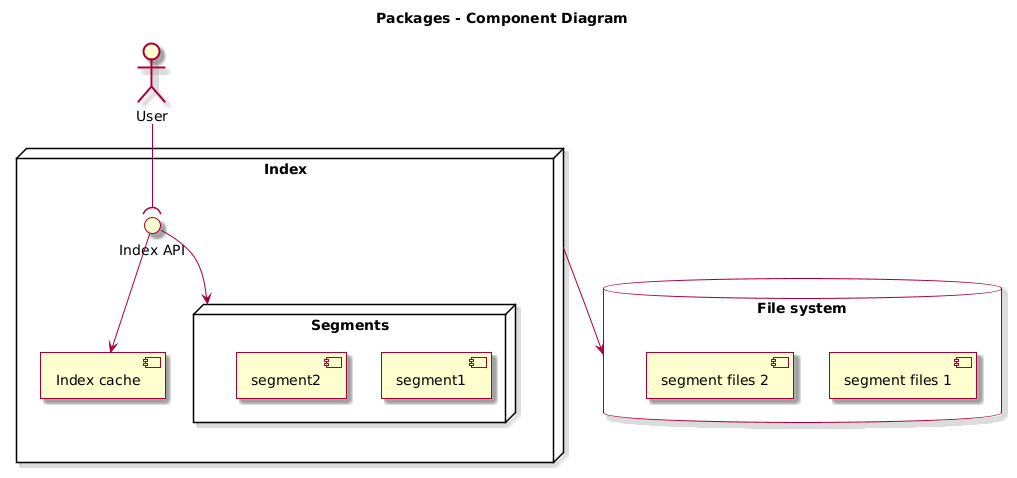 Packages - Component Diagram
User
Index
Index API
Segments
File system
Index cache
segment2
segment1
segment files 2
segment files 1